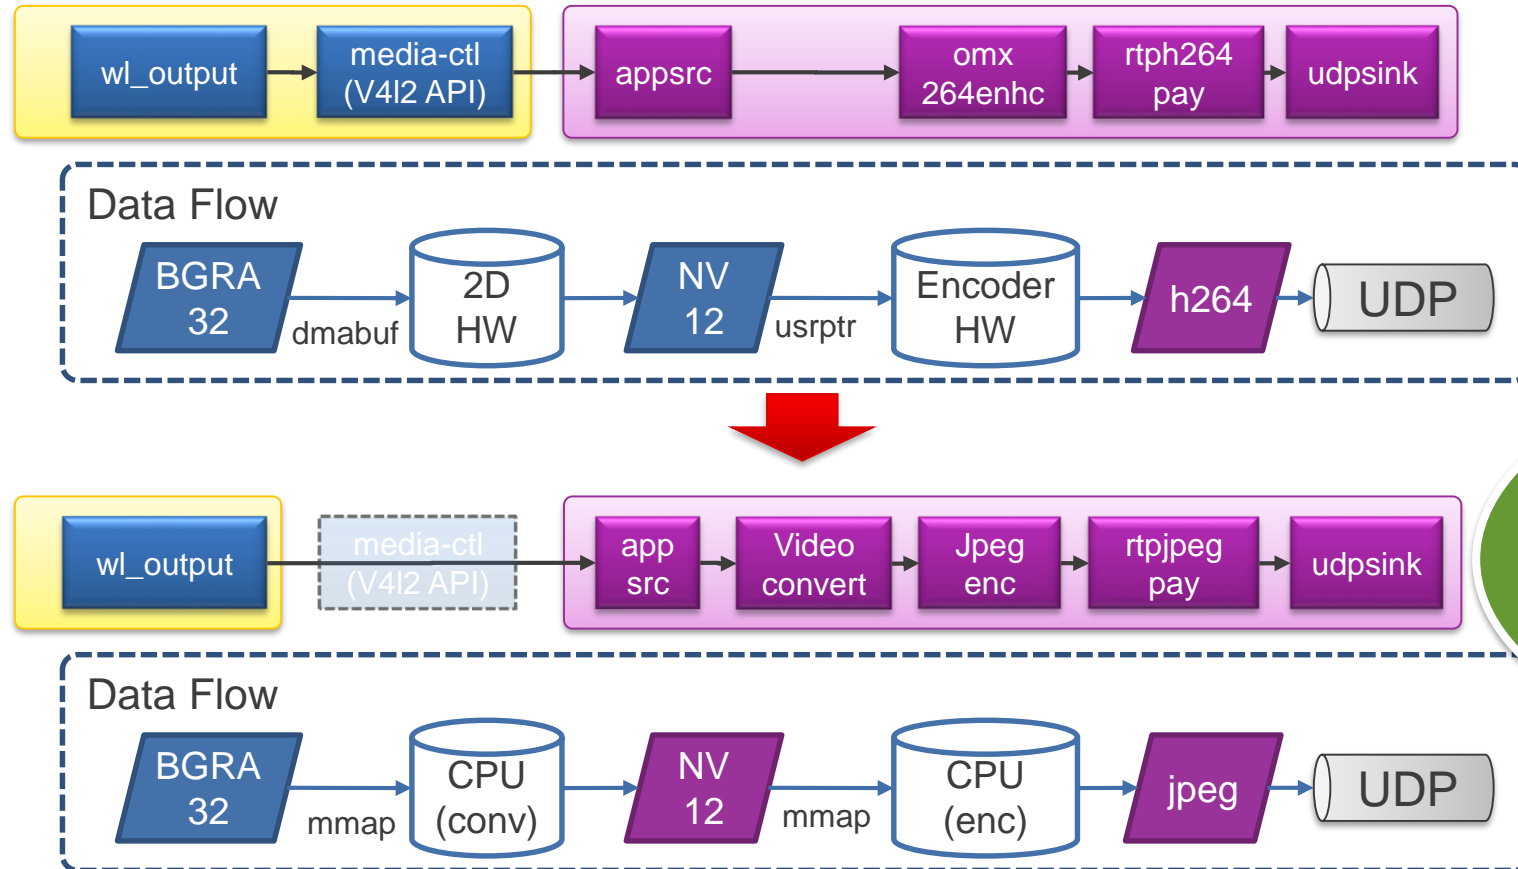 wl_output
media-ctl
(V4l2 API)
appsrc
omx
264enhc
rtph264
pay
udpsink
Data Flow
BGRA
32
dmabuf
2D
HW
NV
12
usrptr
Encoder
HW
h264
UDP
wl_output
media-ctl
(V4l2 API)
app
src
Video
convert
Jpeg
enc
rtpjpeg
pay
udpsink
Data Flow
BGRA
32
mmap
CPU
(conv)
NV
12
mmap
CPU
(enc)
jpeg
UDP